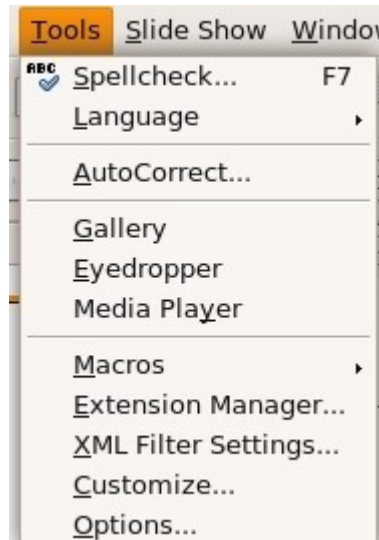 Tools Slide Show Window
ABC Spellcheck... F7
Language
AutoCorrect...
Gallery
Eyedropper
Media Player
Macros
Extension Manager...
XML Filter Settings...
Customize...
Options...